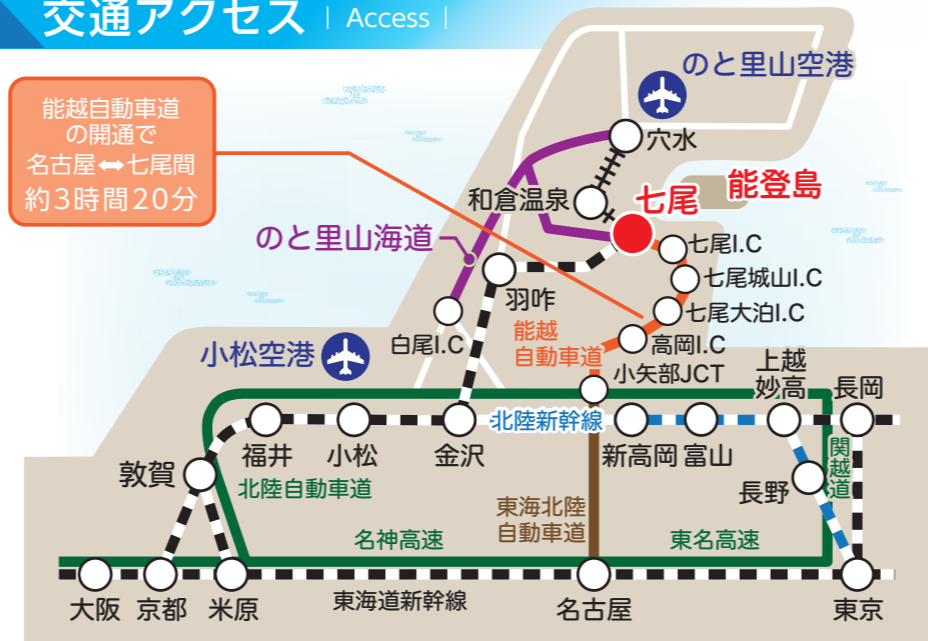 交通アクセス | Access |
能越自動車道
の開通で
名古屋⬌七尾間
約3時間20分
のと里山空港
穴水
和倉温泉
七尾
能登島
のと里山海道
七尾I.C
七尾城山I.C
羽咋
七尾大泊I.C
白尾I.C
能越
自動車道
高岡I.C
小松空港
小矢部JCT
上越
妙高
長岡
北陸新幹線
敦賀
福井
小松
金沢
新高岡
富山
関越道
北陸自動車道
長野
東海北陸
自動車道
名神高速
東名高速
大阪
京都
米原
東海道新幹線
名古屋
東京